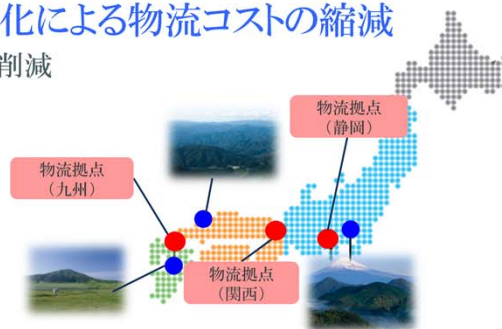 化による物流コストの縮減
削減
物流拠点
（静岡）
物流拠点
（九州）
物流拠点
（関西）